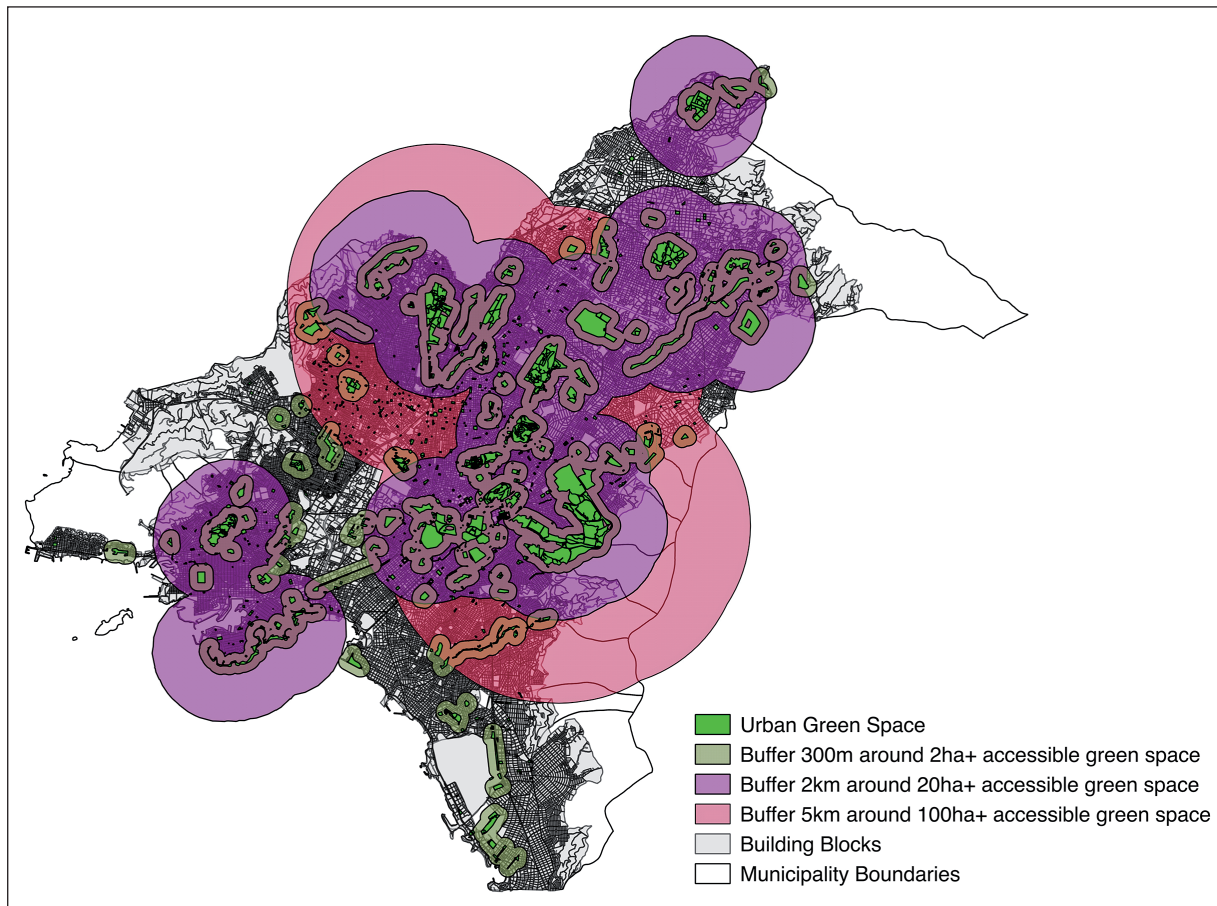 Urban Green Space
Buffer 300m around 2ha+ accessible green space
Buffer 2km around 20ha+ accessible green space
Buffer 5km around 100ha+ accessible green space
Building Blocks
Municipality Boundaries